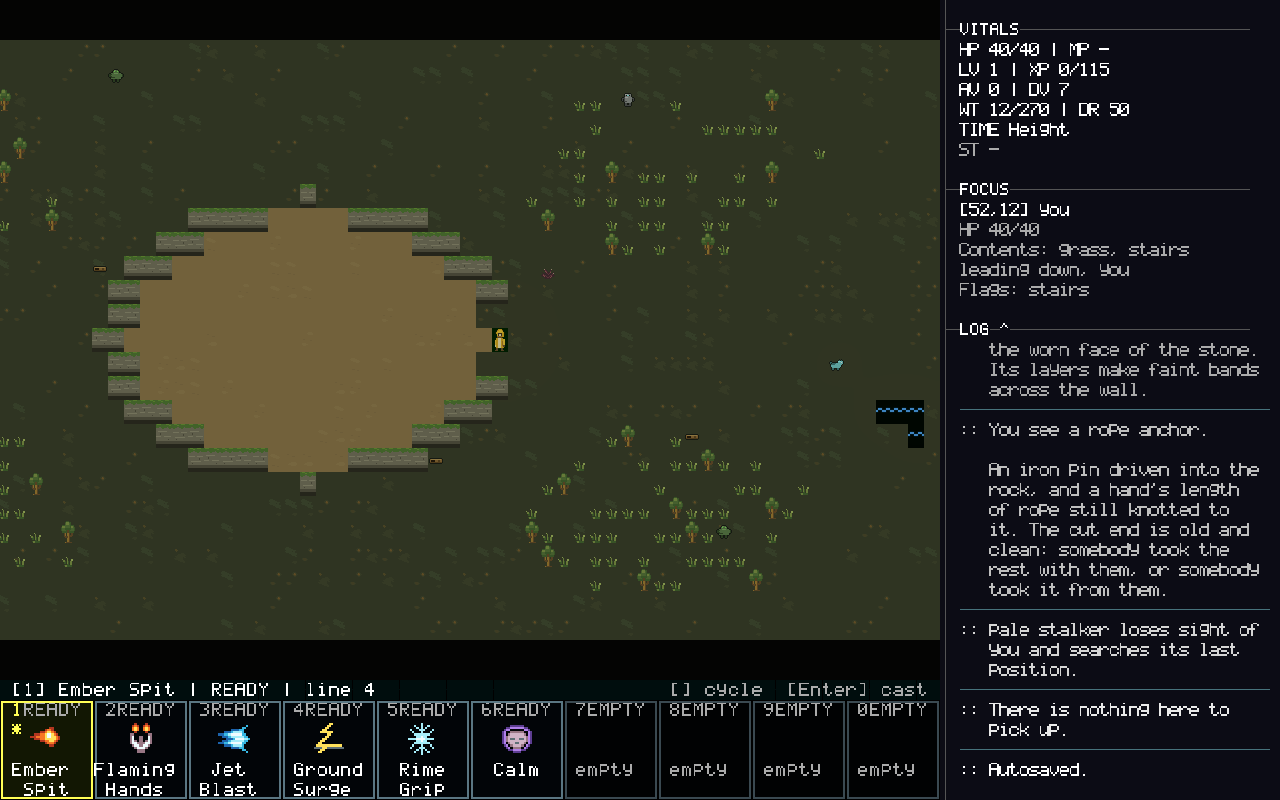 VITALS
HP 40/40 | MP -
LV 1 | XP 0/115
AV 0 | DV 7
WT 12/270 | DR 50
TIME Height
ST -
FOCUS
[52,12] You
HP 40/40
Contents: grass, stairs
leading down, you
Flags: stairs
LOG ^
the worn face of the stone.
Its layers make faint bands
across the wall.
:: You see a rope anchor.
An iron pin driven into the
rock, and a hand's length
of rope still knotted to
it. The cut end is old and
clean: somebody took the
rest with them, or somebody
took it from them.
:: Pale stalker loses sight of
you and searches its last
position.
:: There is nothing here to
pick up.
:: Autosaved.
[1] Ember Spit | READY | line 4
[] cycle [Enter] cast
1READY 2READY 3READY 4READY 5READY 6READY 7EMPTY 8EMPTY 9EMPTY 0EMPTY
*
Ember Flaming Jet Ground Rime Calm empty empty empty empty
Spit Hands Blast Surge Grip